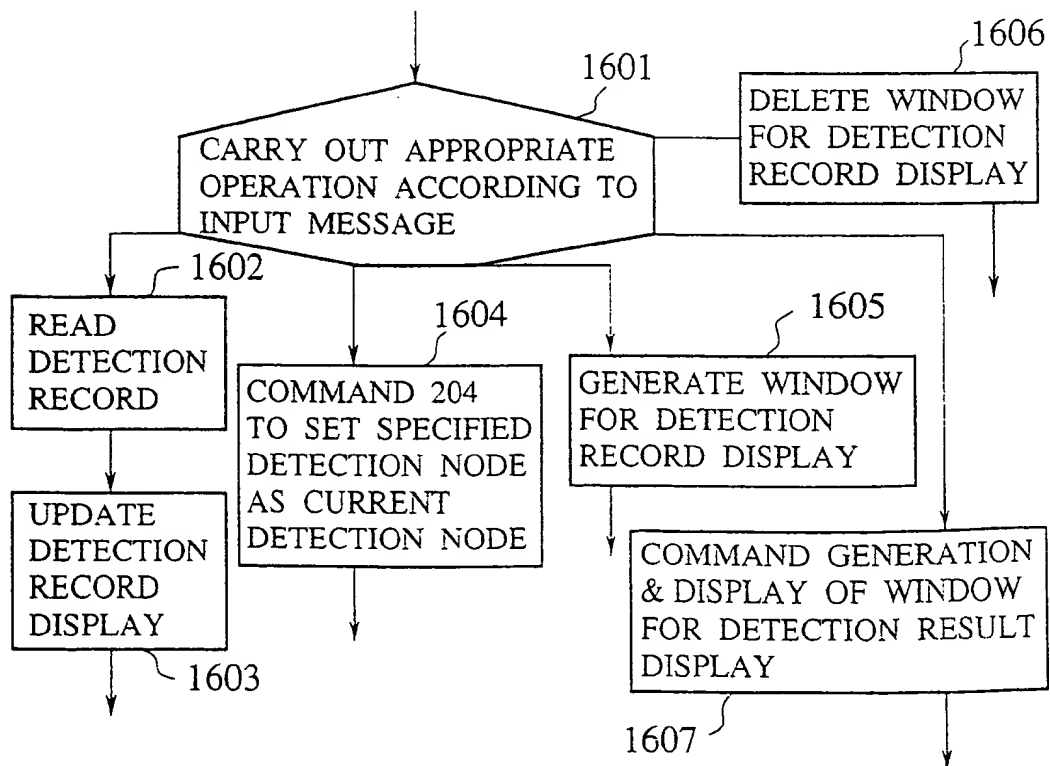 1606
1601
DELETE WINDOW
FOR DETECTION
RECORD DISPLAY
CARRY OUT APPROPRIATE
OPERATION ACCORDING TO
INPUT MESSAGE
1602
READ
DETECTION
RECORD
1604
COMMAND 204
TO SET SPECIFIED
DETECTION NODE
AS CURRENT
DETECTION NODE
1605
GENERATE WINDOW
FOR DETECTION
RECORD DISPLAY
UPDATE
DETECTION
RECORD
DISPLAY
1603
COMMAND GENERATION
& DISPLAY OF WINDOW
FOR DETECTION RESULT
DISPLAY
1607